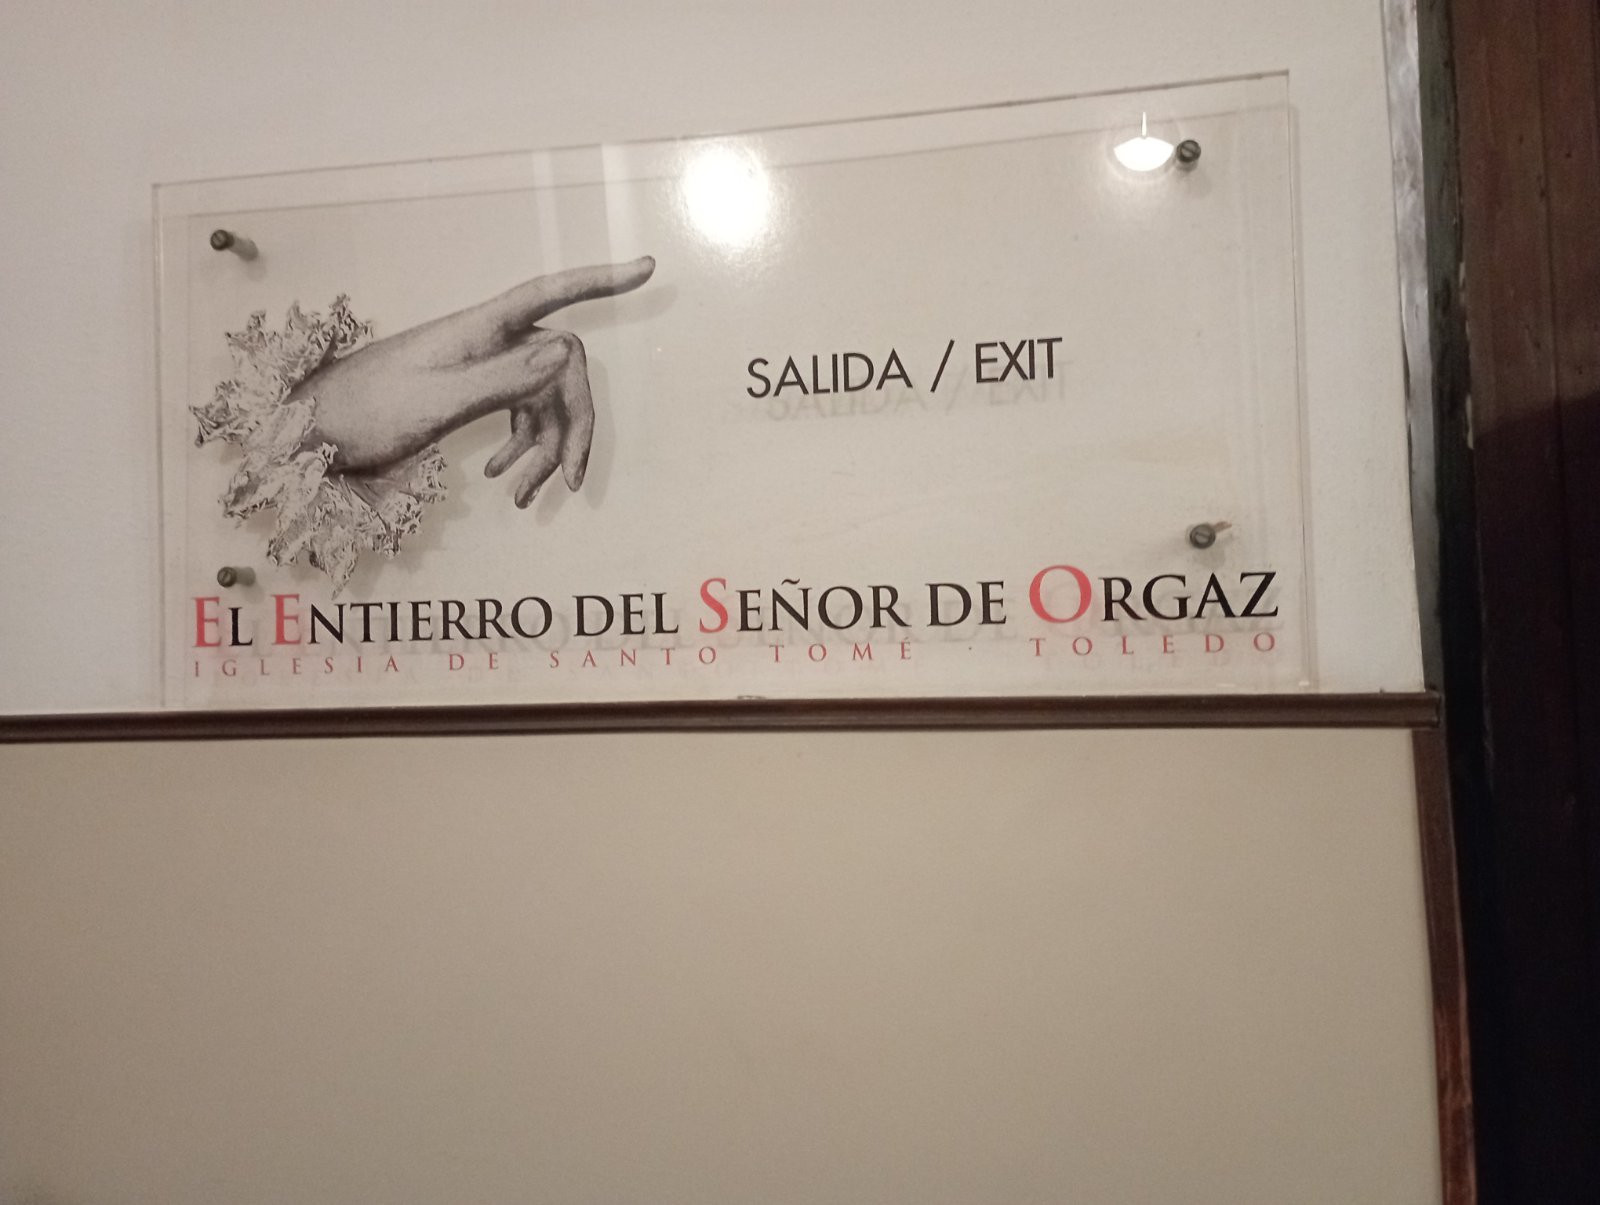 SALIDA / EXIT
EL ENTIERRO DEL SEÑOR DE ORGAZ
IGLESIA DE SANTO TOMÉ · TOLEDO